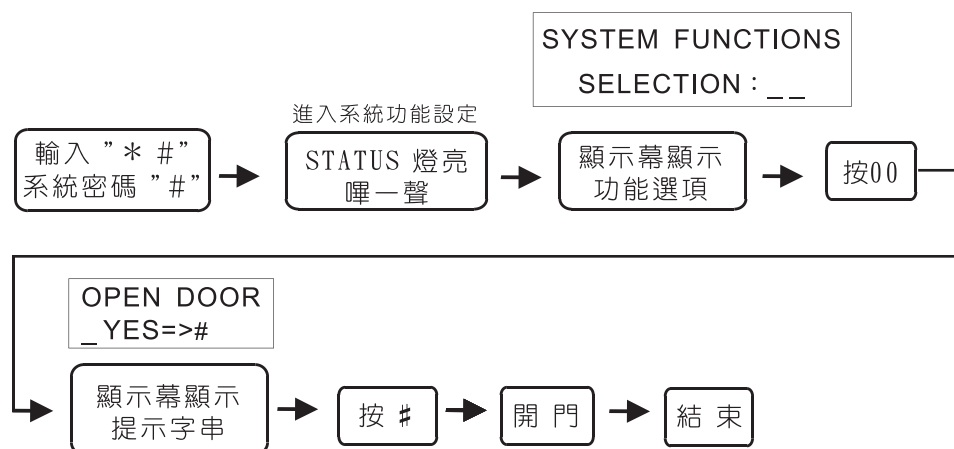 SYSTEM FUNCTIONS
SELECTION：_ _
進入系統功能設定
輸入 ”＊ #”
系統密碼 ”#”
STATUS 燈亮
嗶一聲
顯示幕顯示
功能選項
按00
OPEN DOOR
_YES=>#
顯示幕顯示
提示字串
按 #
開 門
結 束